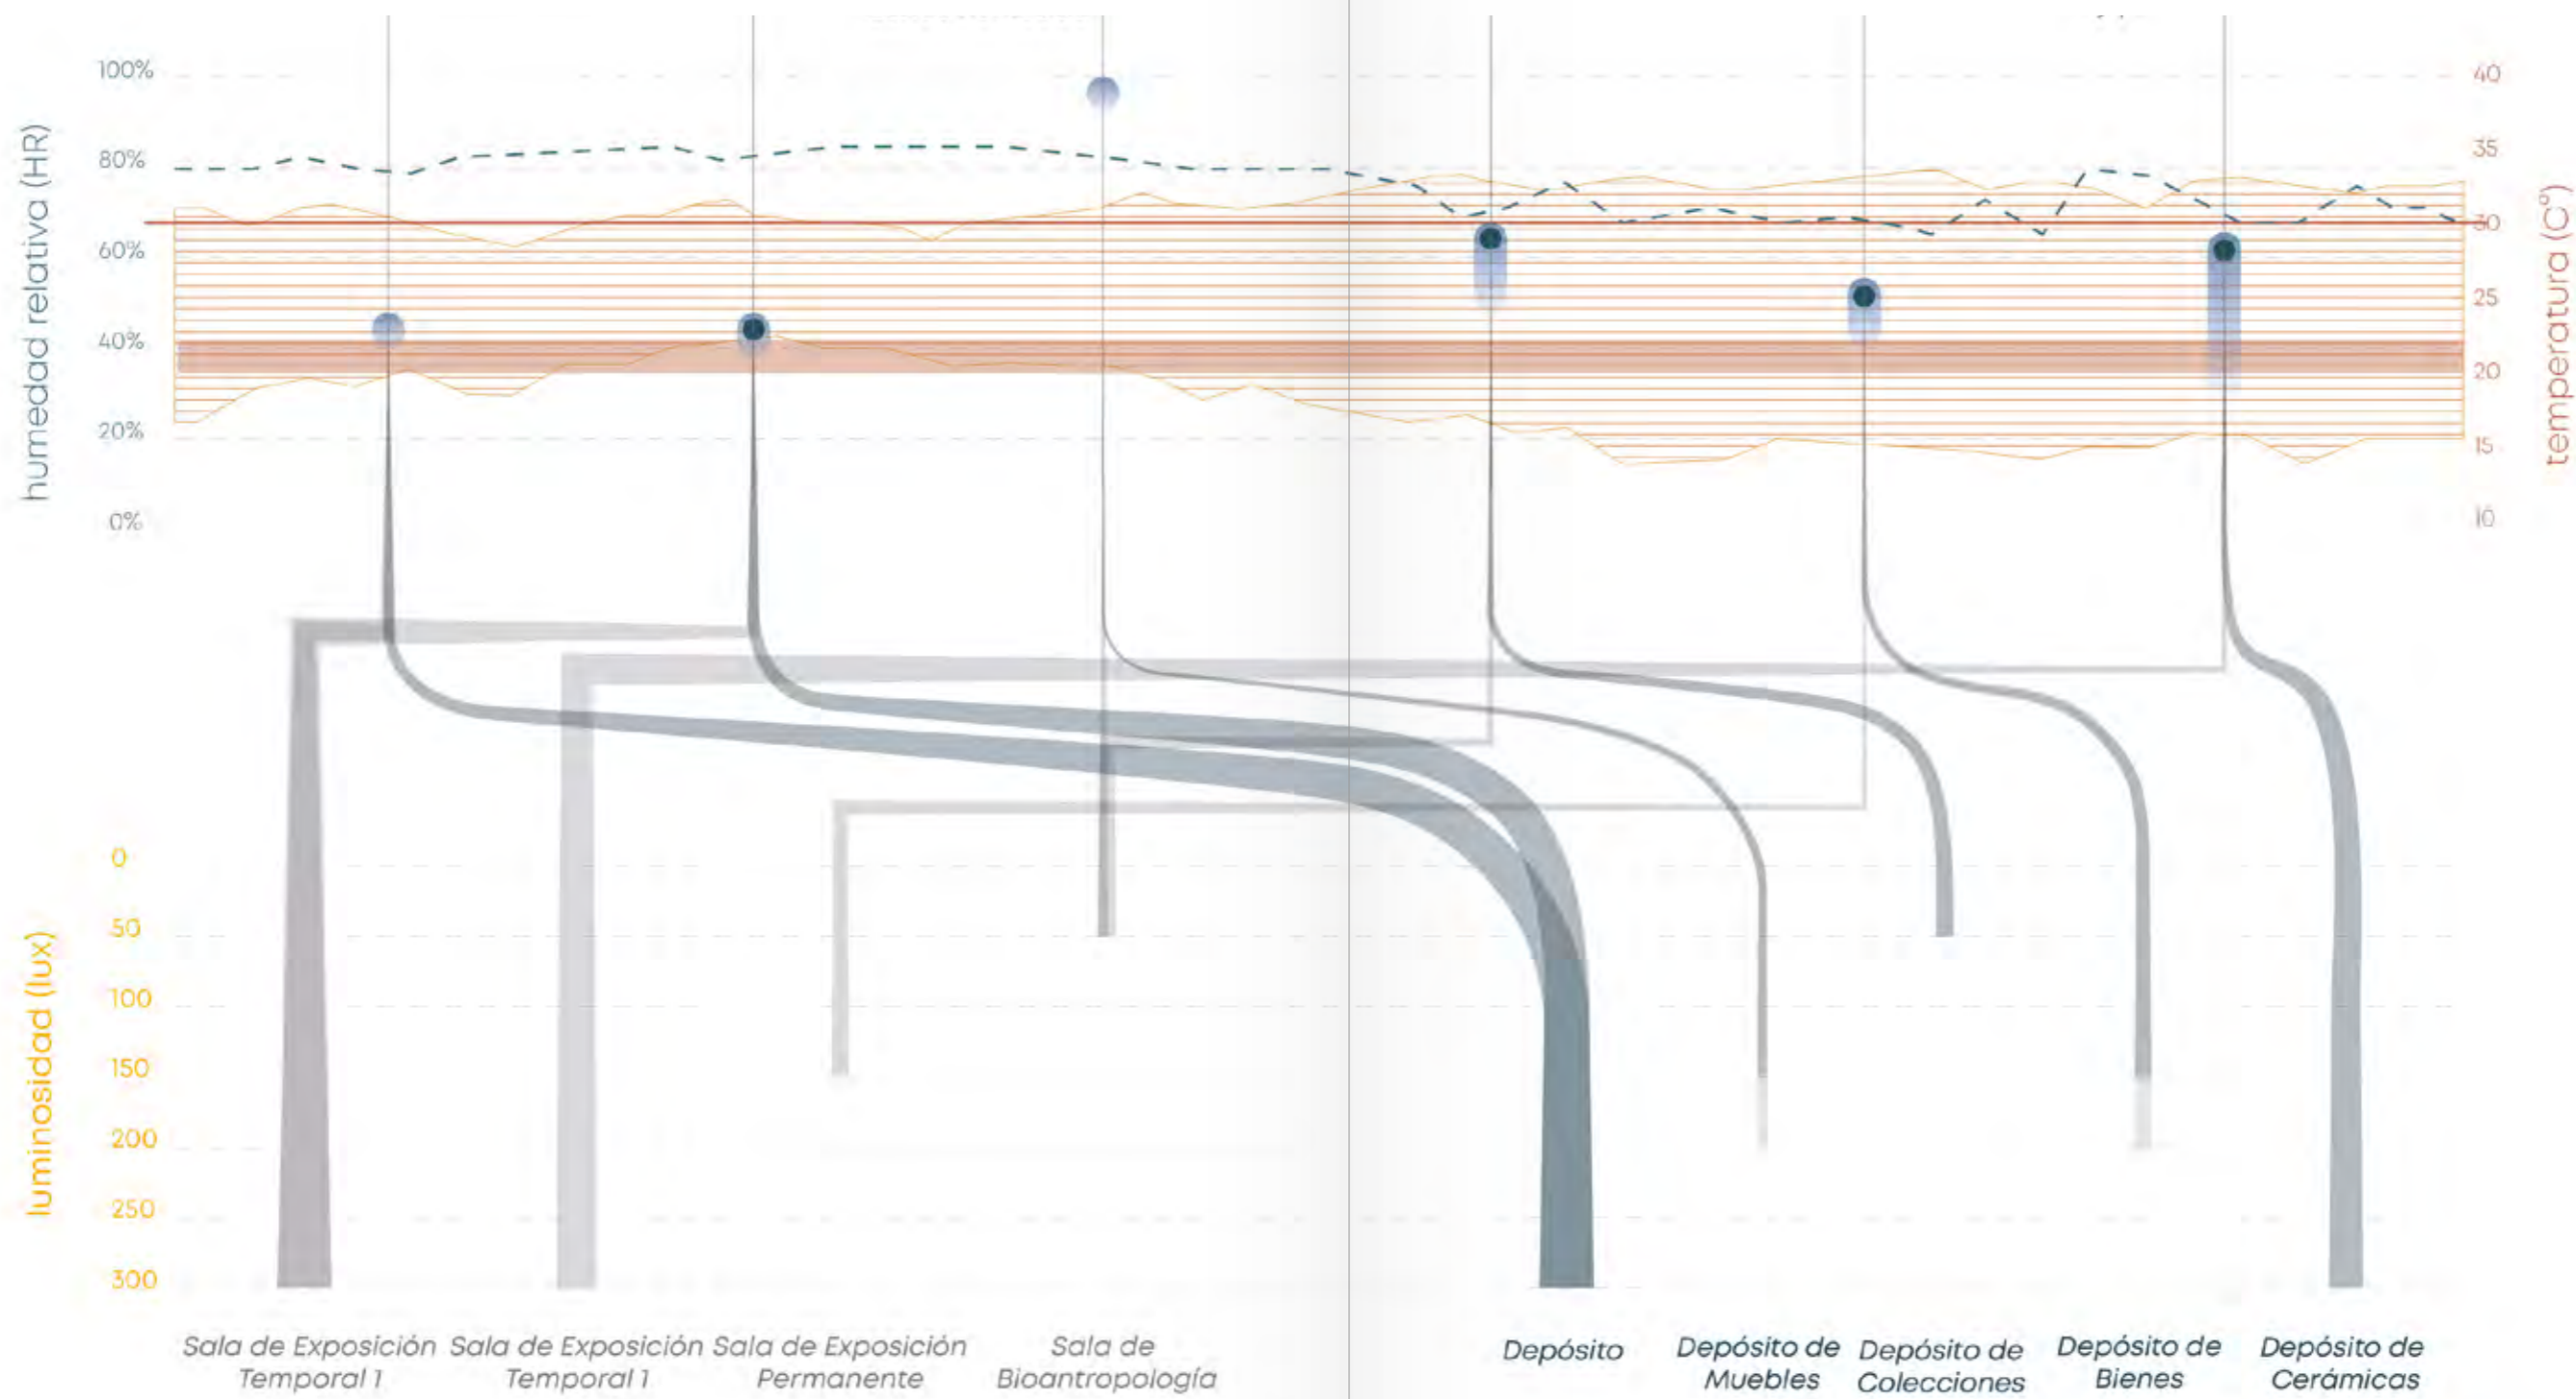 humedad relativa (HR)
100%
80%
60%
40%
20%
0%
40
35
30
25
20
15
10
temperatura (C°)
luminosidad (lux)
0
50
100
150
200
250
300
Sala de Exposición
Temporal 1
Sala de Exposición
Temporal 1
Sala de Exposición
Permanente
Sala de
Bioantropología
Depósito
Depósito de
Muebles
Depósito de
Colecciones
Depósito de
Bienes
Depósito de
Cerámicas